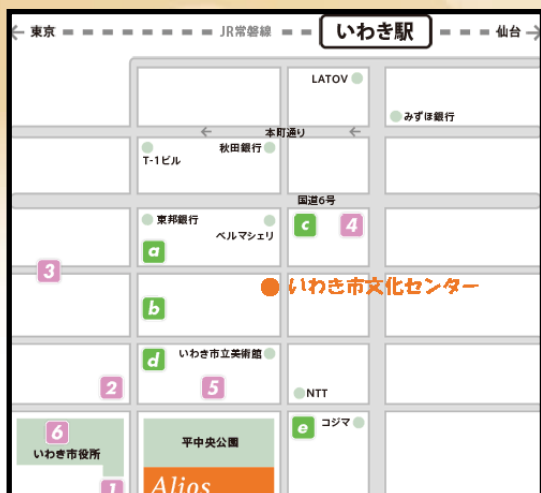 ← 東京
JR常磐線
いわき駅
仙台 →
LATOV
みずほ銀行
← 本町通り ←
秋田銀行
T-1ビル
国道6号
東邦銀行
ベルマシェリ
c
4
a
3
いわき市文化センター
b
d
いわき市立美術館
2
5
NTT
6
いわき市役所
平中央公園
e
コジマ
1
Alios